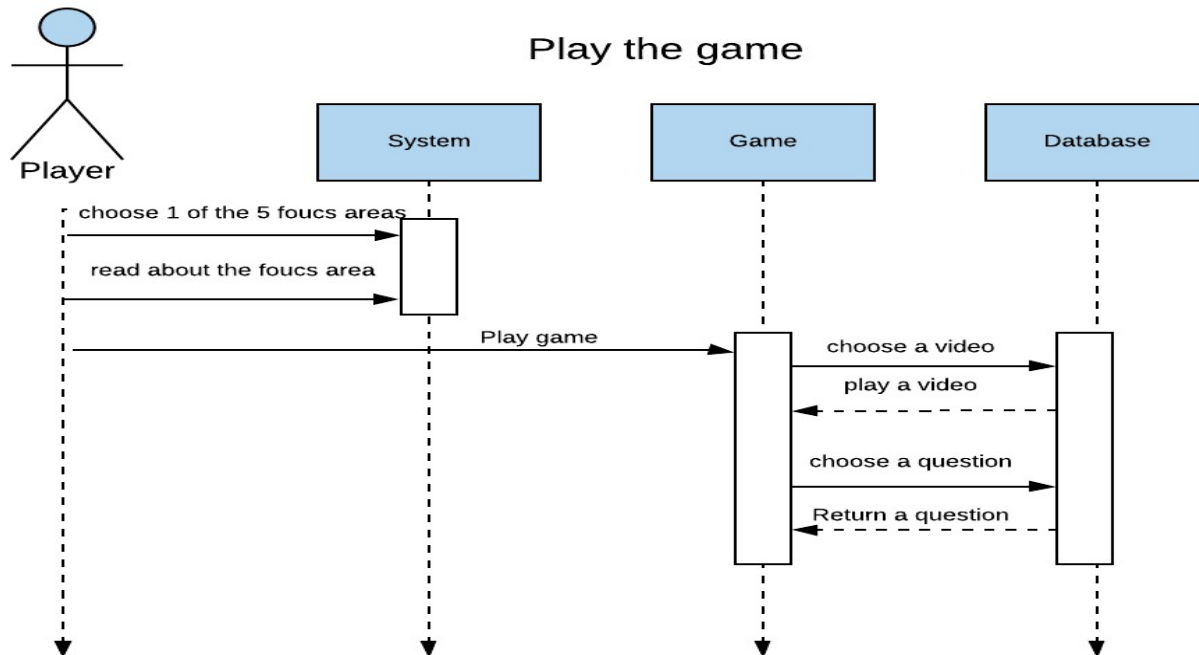 Play the game
Player
System
Game
Database
choose 1 of the 5 foucs areas
read about the foucs area
Play game
choose a video
play a video
choose a question
Return a question